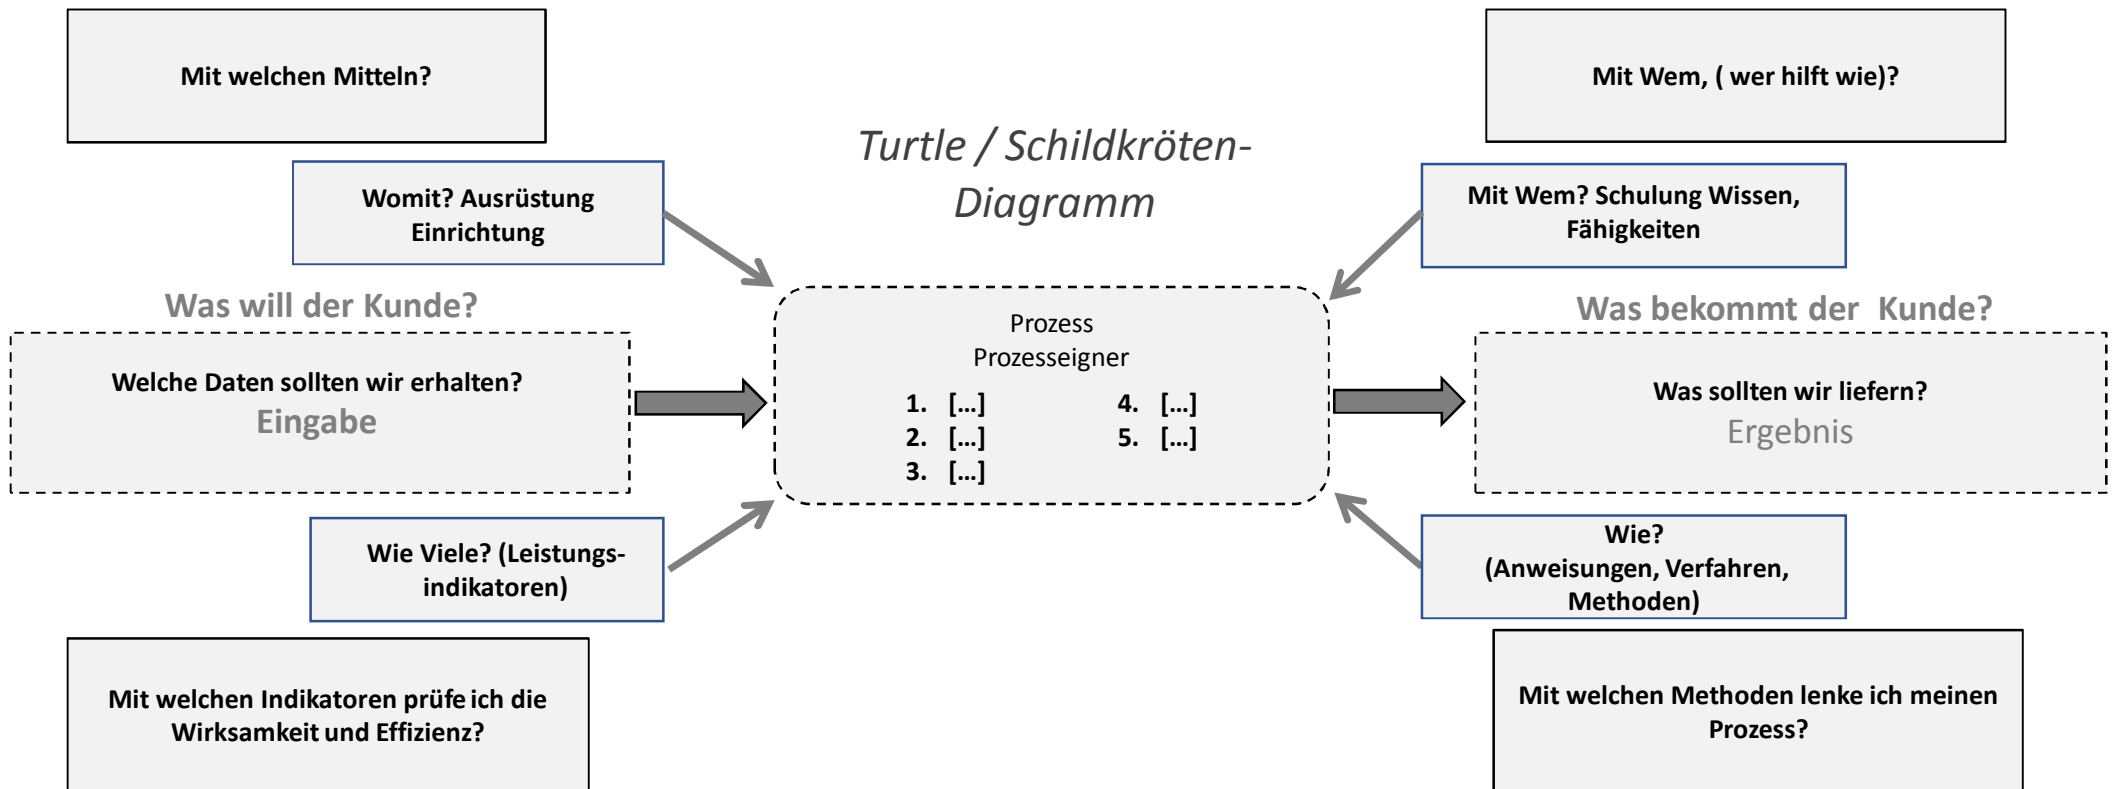 Mit welchen Mitteln?
Mit Wem, ( wer hilft wie)?
Turtle / Schildkröten-
Diagramm
Womit? Ausrüstung
Einrichtung
Mit Wem? Schulung Wissen,
Fähigkeiten
Was will der Kunde?
Was bekommt der  Kunde?
Welche Daten sollten wir erhalten?
Eingabe
Prozess
Prozesseigner
1. […]
2. […]
3. […]
4. […]
5. […]
Was sollten wir liefern?
Ergebnis
Wie Viele? (Leistungs-
indikatoren)
Wie?
(Anweisungen, Verfahren,
Methoden)
Mit welchen Indikatoren prüfe ich die
Wirksamkeit und Effizienz?
Mit welchen Methoden lenke ich meinen
Prozess?